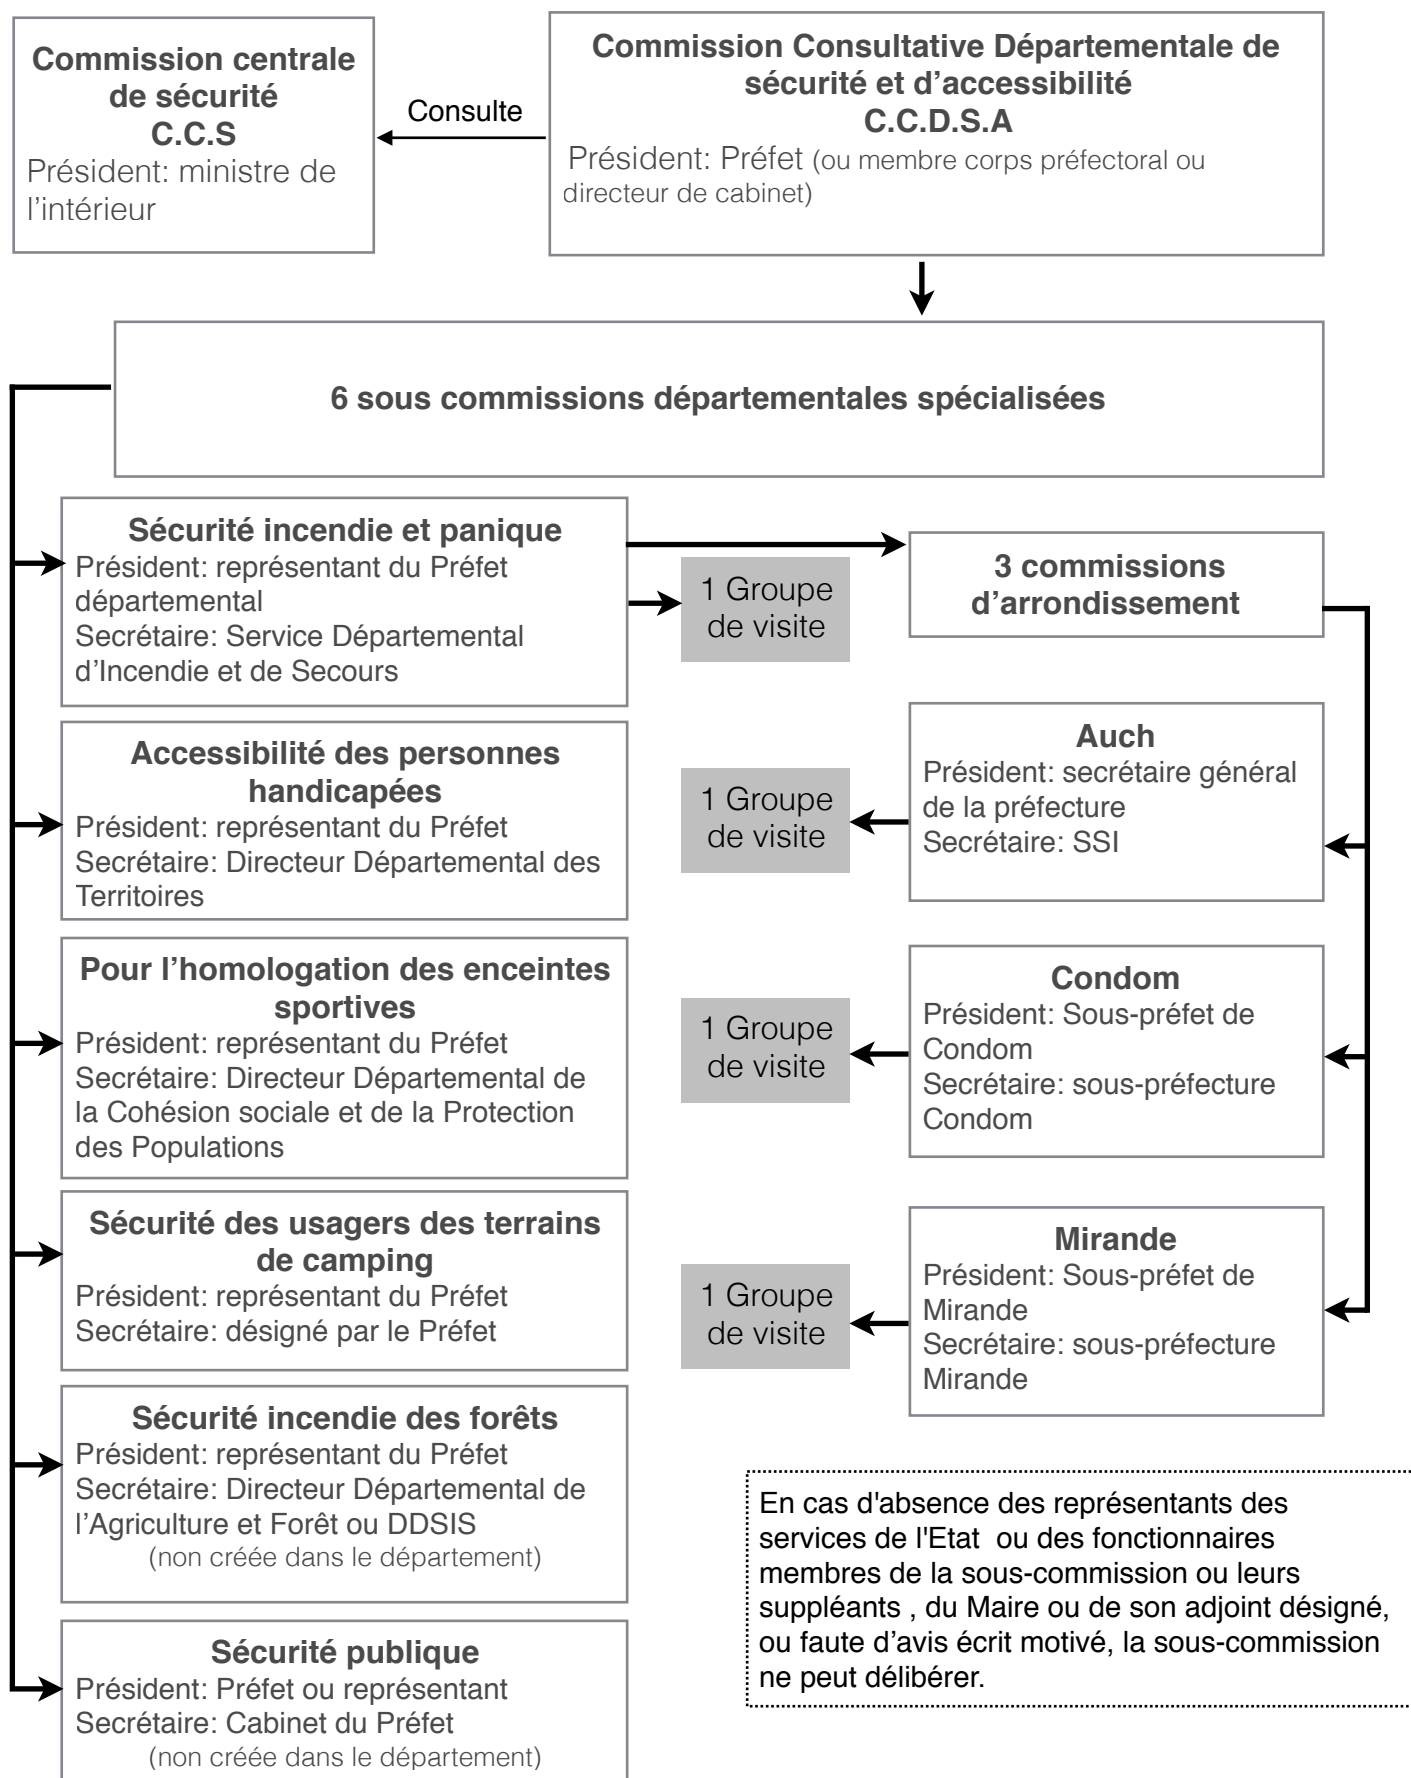 Commission centrale
de sécurité
C.C.S
Président: ministre de
l’intérieur
Consulte
Commission Consultative Départementale de
sécurité et d’accessibilité
C.C.D.S.A
Président: Préfet (ou membre corps préfectoral ou
directeur de cabinet)
6 sous commissions départementales spécialisées
Sécurité incendie et panique
Président: représentant du Préfet
départemental
Secrétaire: Service Départemental
d’Incendie et de Secours
1 Groupe
de visite
3 commissions
d’arrondissement
Accessibilité des personnes
handicapées
Président: représentant du Préfet
Secrétaire: Directeur Départemental des
Territoires
1 Groupe
de visite
Auch
Président: secrétaire général
de la préfecture
Secrétaire: SSI
Pour l’homologation des enceintes
sportives
Président: représentant du Préfet
Secrétaire: Directeur Départemental de
la Cohésion sociale et de la Protection
des Populations
1 Groupe
de visite
Condom
Président: Sous-préfet de
Condom
Secrétaire: sous-préfecture
Condom
Sécurité des usagers des terrains
de camping
Président: représentant du Préfet
Secrétaire: désigné par le Préfet
1 Groupe
de visite
Mirande
Président: Sous-préfet de
Mirande
Secrétaire: sous-préfecture
Mirande
Sécurité incendie des forêts
Président: représentant du Préfet
Secrétaire: Directeur Départemental de
l’Agriculture et Forêt ou DDSIS
(non créée dans le département)
Sécurité publique
Président: Préfet ou représentant
Secrétaire: Cabinet du Préfet
(non créée dans le département)
En cas d'absence des représentants des
services de l'Etat  ou des fonctionnaires
membres de la sous-commission ou leurs
suppléants , du Maire ou de son adjoint désigné,
ou faute d’avis écrit motivé, la sous-commission
ne peut délibérer.